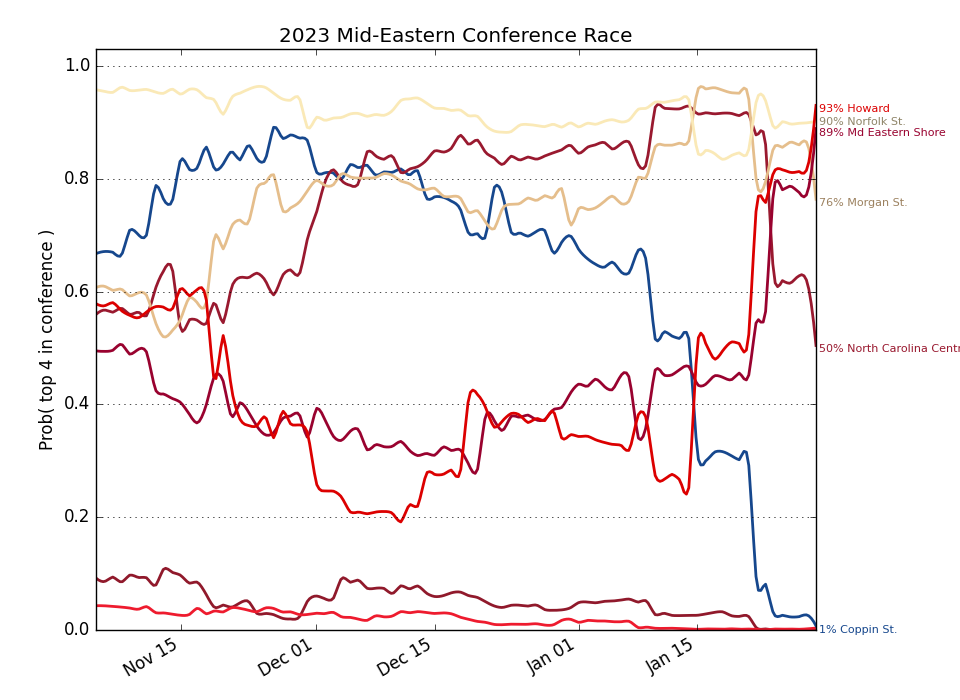 2023 Mid-Eastern Conference Race
Prob( top 4 in conference )
1.0
0.8
0.6
0.4
0.2
0.0
Nov 15
Dec 01
Dec 15
Jan 01
Jan 15
93% Howard
90% Norfolk St.
89% Md Eastern Shore
76% Morgan St.
50% North Carolina Centr
1% Coppin St.